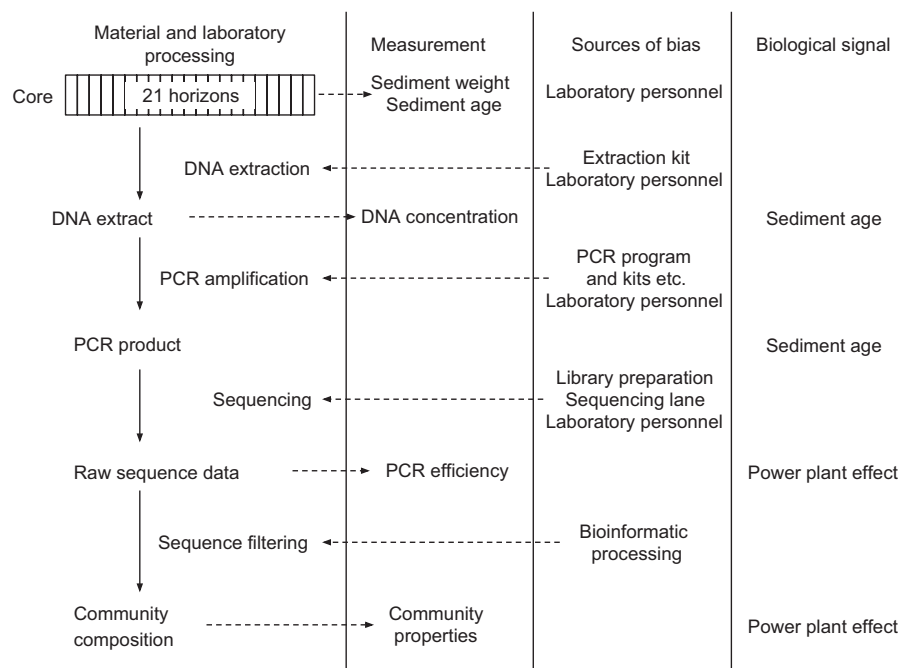 Material and laboratory
processing
Measurement
Sources of bias
Biological signal
Core
21 horizons
Sediment weight
Sediment age
Laboratory personnel
DNA extraction
Extraction kit
Laboratory personnel
DNA extract
DNA concentration
Sediment age
PCR amplification
PCR program
and kits etc.
Laboratory personnel
PCR product
Sediment age
Sequencing
Library preparation
Sequencing lane
Laboratory personnel
Raw sequence data
PCR efficiency
Power plant effect
Sequence filtering
Bioinformatic
processing
Community
composition
Community
properties
Power plant effect